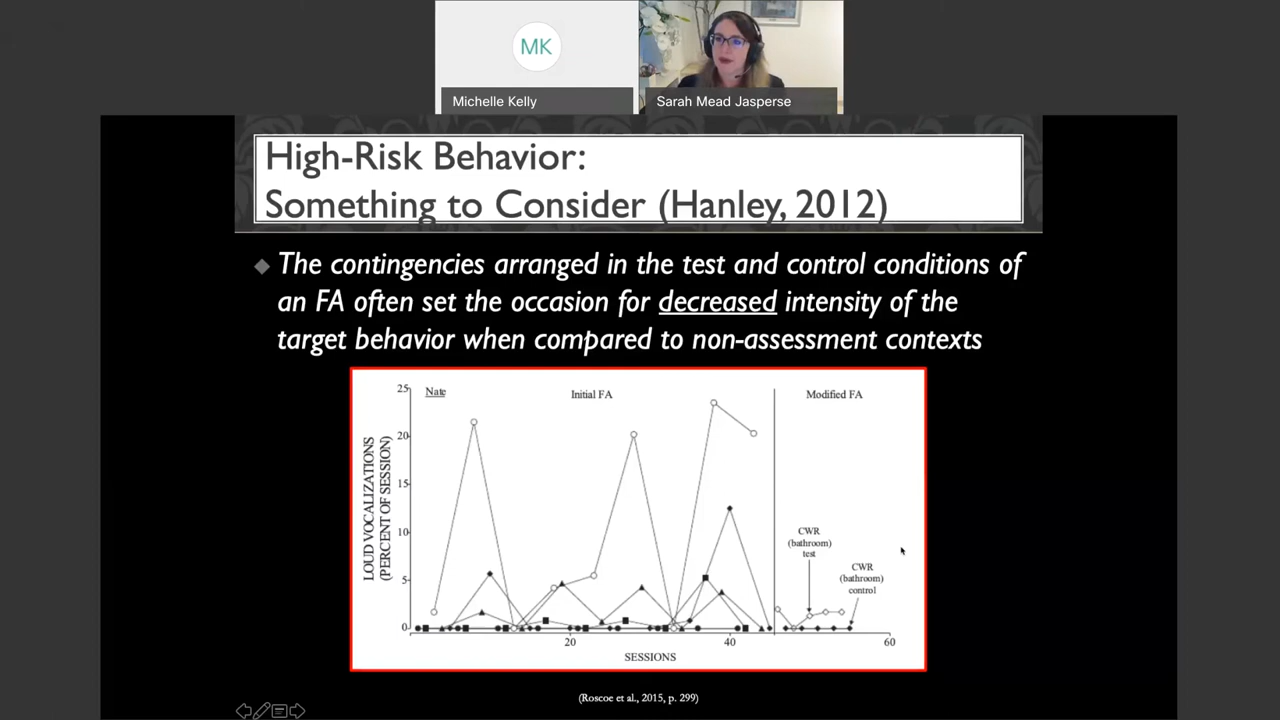 MK
Michelle Kelly
Sarah Mead Jasperse
High-Risk Behavior:
Something to Consider (Hanley, 2012)
The contingencies arranged in the test and control conditions of
an FA often set the occasion for decreased intensity of the
target behavior when compared to non-assessment contexts
25
Nate
Initial FA
Modified FA
20
15
10
5
0
LOUD VOCALIZATIONS
(PERCENT OF SESSION)
CWR
(bathroom)
test
CWR
(bathroom)
control
20
40
60
SESSIONS
(Roscoe et al., 2015, p. 299)